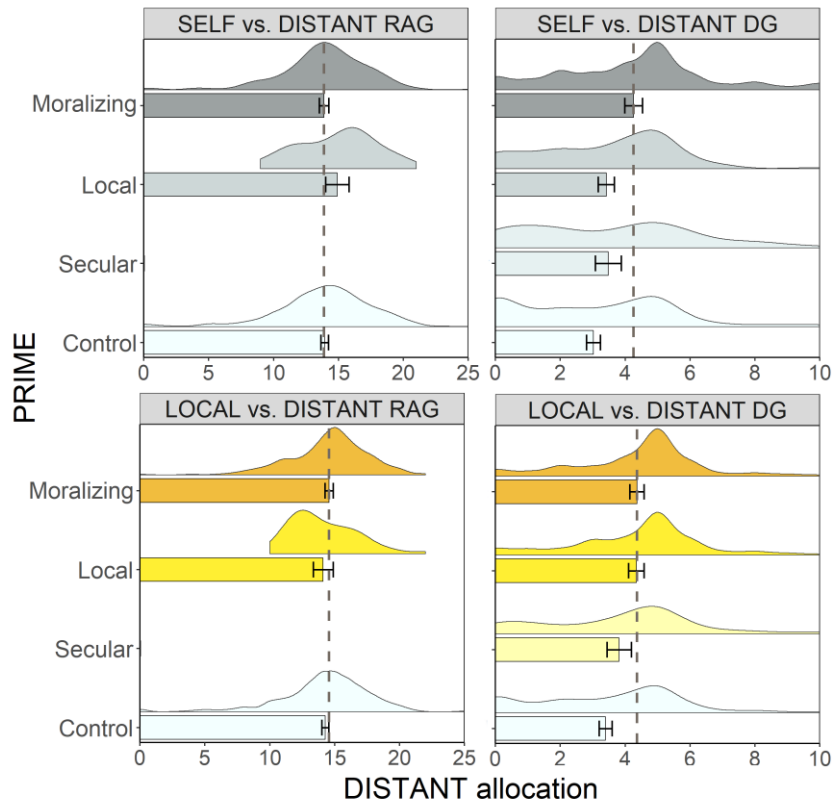 SELF vs. DISTANT RAG
SELF vs. DISTANT DG
Moralizing
Local
Secular
Control
0 5 10 15 20 25
0 2 4 6 8 10
PRIME
LOCAL vs. DISTANT RAG
LOCAL vs. DISTANT DG
Moralizing
Local
Secular
Control
0 5 10 15 20 25
0 2 4 6 8 10
DISTANT allocation